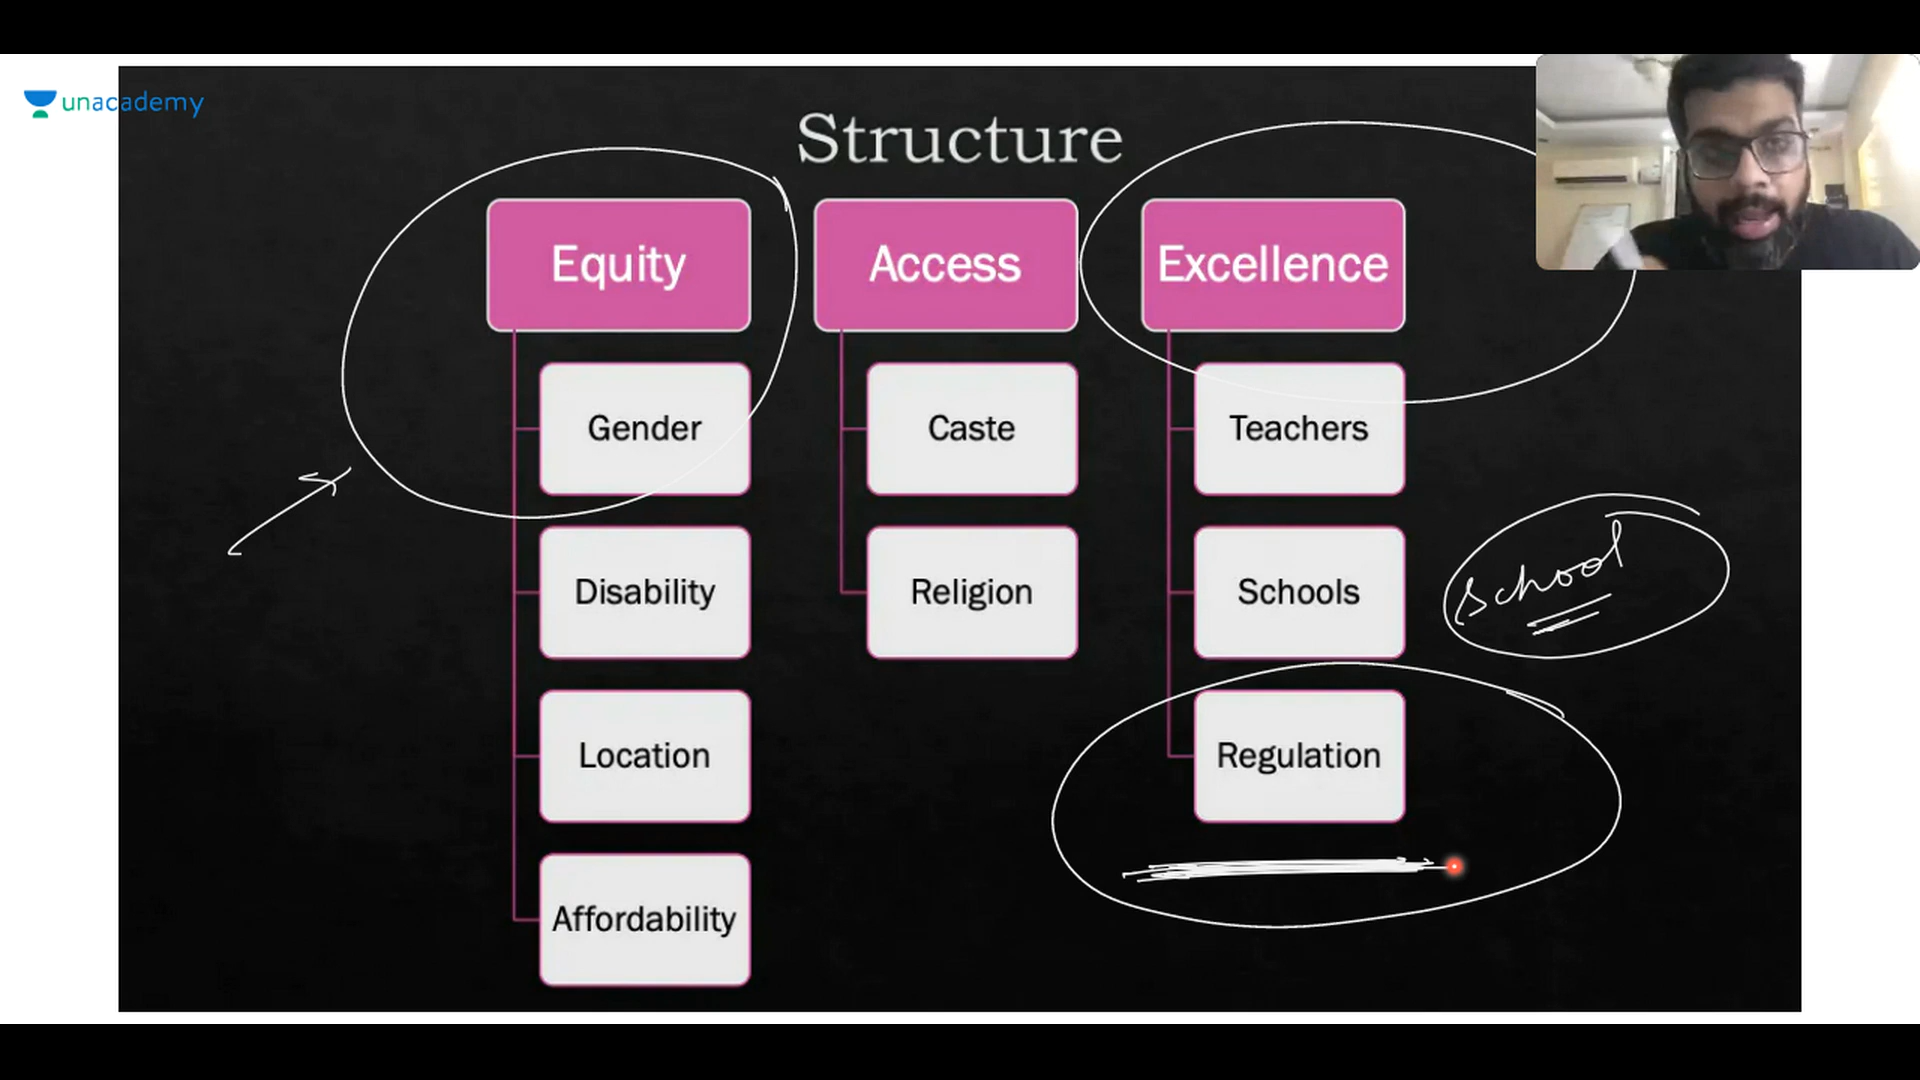 unacademy
Structure
Equity
Access
Excellence
Gender
Caste
Teachers
Disability
Religion
Schools
School
Location
Regulation
Affordability